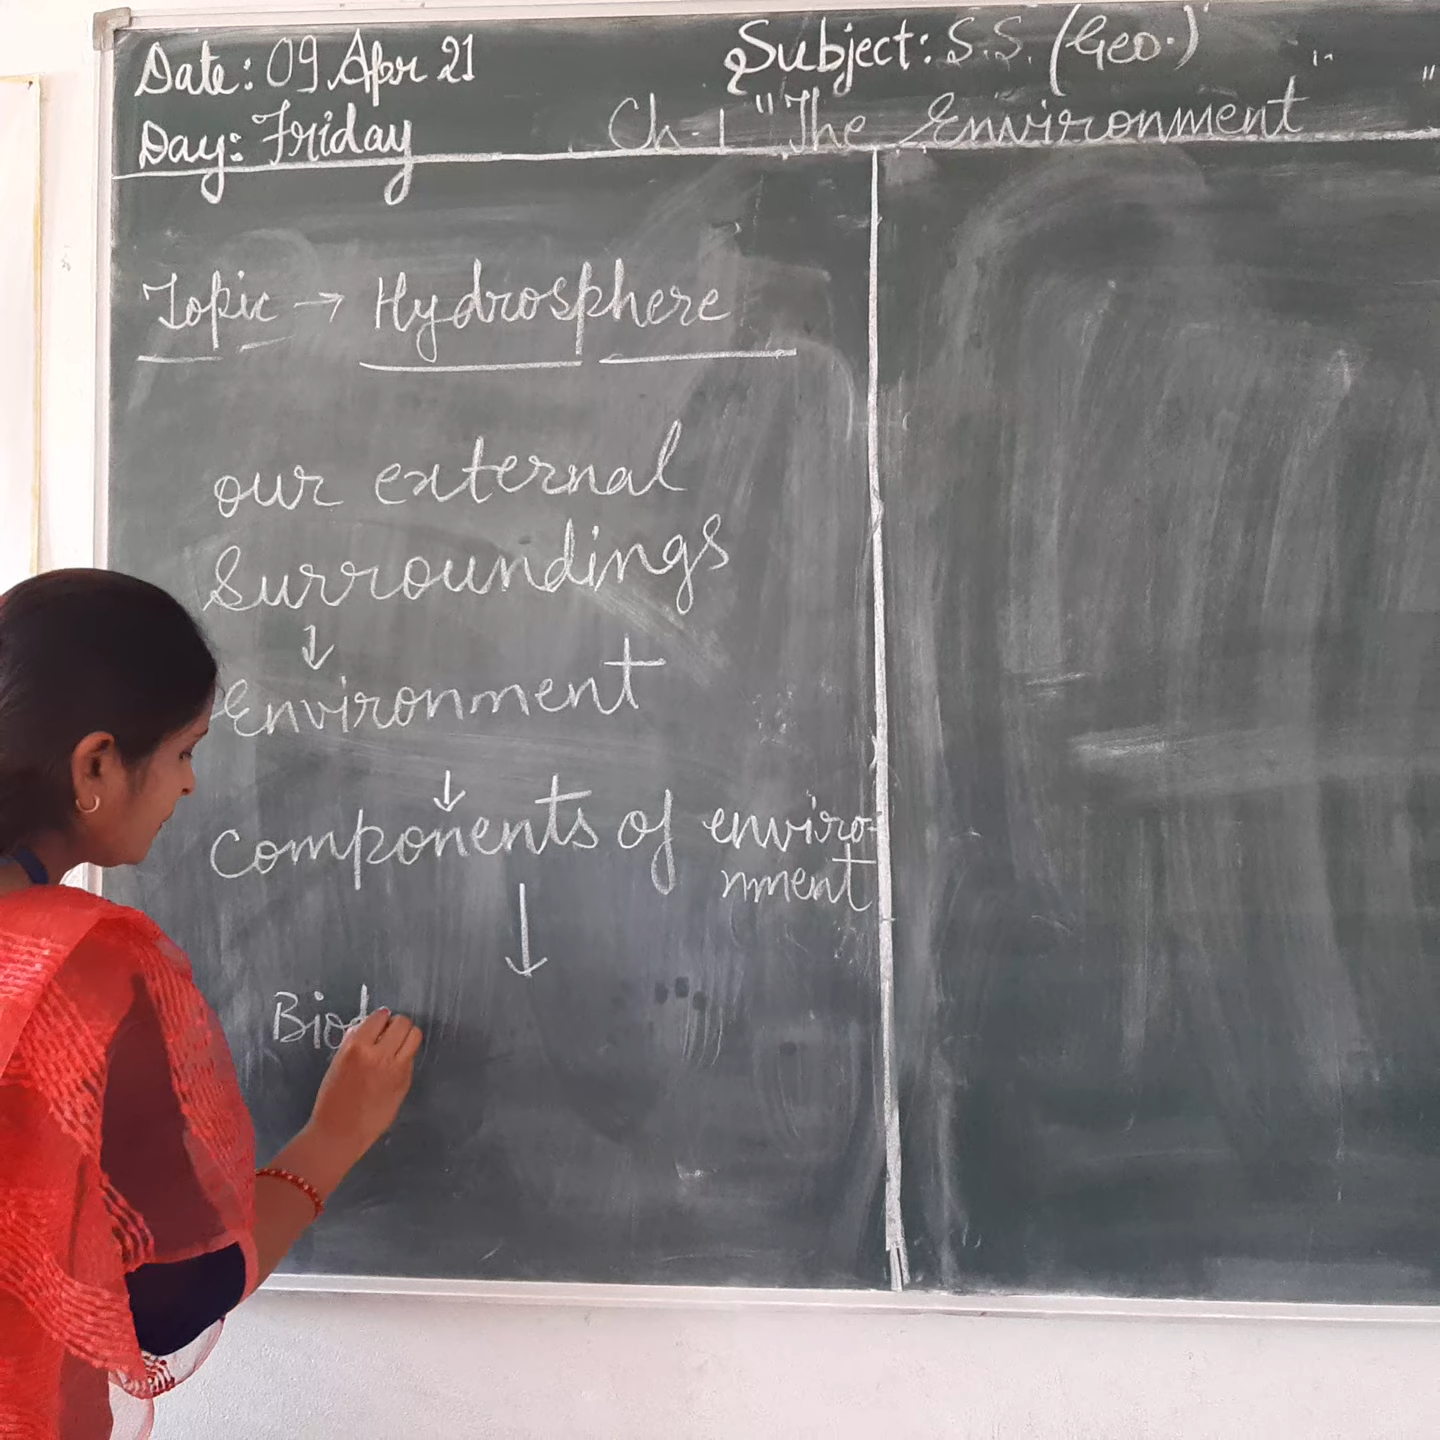 Date: 09 Apr 21
Subject: S.S. (Geo.)
Day: Friday
Ch-1 "The Environment"
Topic → Hydrosphere
our external
Surroundings
↓
Environment
↓
Components of enviro-
nment
↓